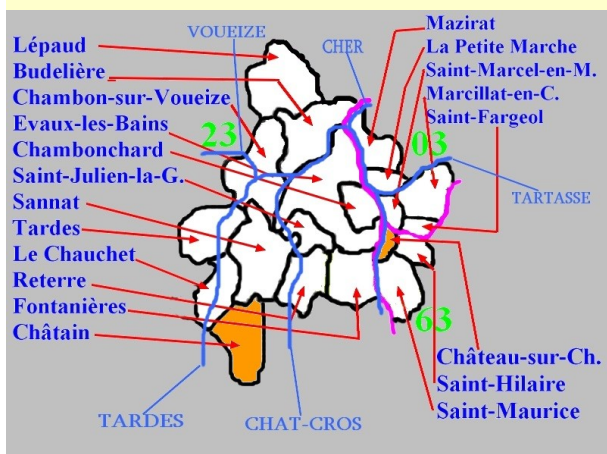 VOUEIZE
CHER
Lépaud
Budelière
Chambon-sur-Voueize
Evaux-les-Bains
Chambonchard
Saint-Julien-la-G.
Sannat
Tardes
Le Chauchet
Reterre
Fontanières
Châtain
23
03
63
Mazirat
La Petite Marche
Saint-Marcel-en-M.
Marcillat-en-C.
Saint-Fargeol
TARTASSE
Château-sur-Ch.
Saint-Hilaire
Saint-Maurice
TARDES
CHAT-CROS